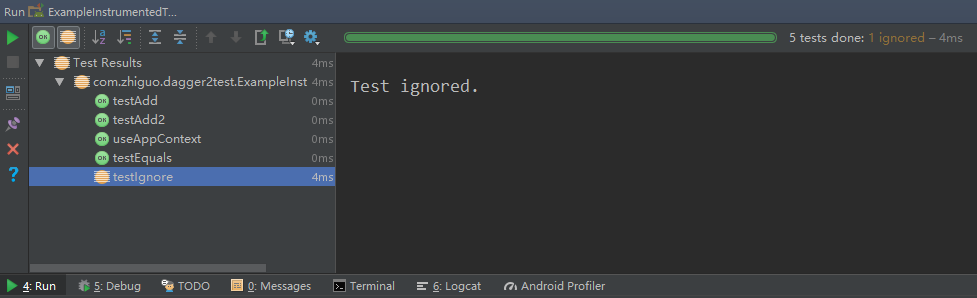 Run ExampleInstrumentedT...
5 tests done: 1 ignored – 4ms
Test Results 4ms
com.zhiguo.dagger2test.ExampleInst 4ms
testAdd 0ms
testAdd2 0ms
useAppContext 0ms
testEquals 0ms
testIgnore 4ms
Test ignored.
4: Run 5: Debug TODO 0: Messages Terminal 6: Logcat Android Profiler